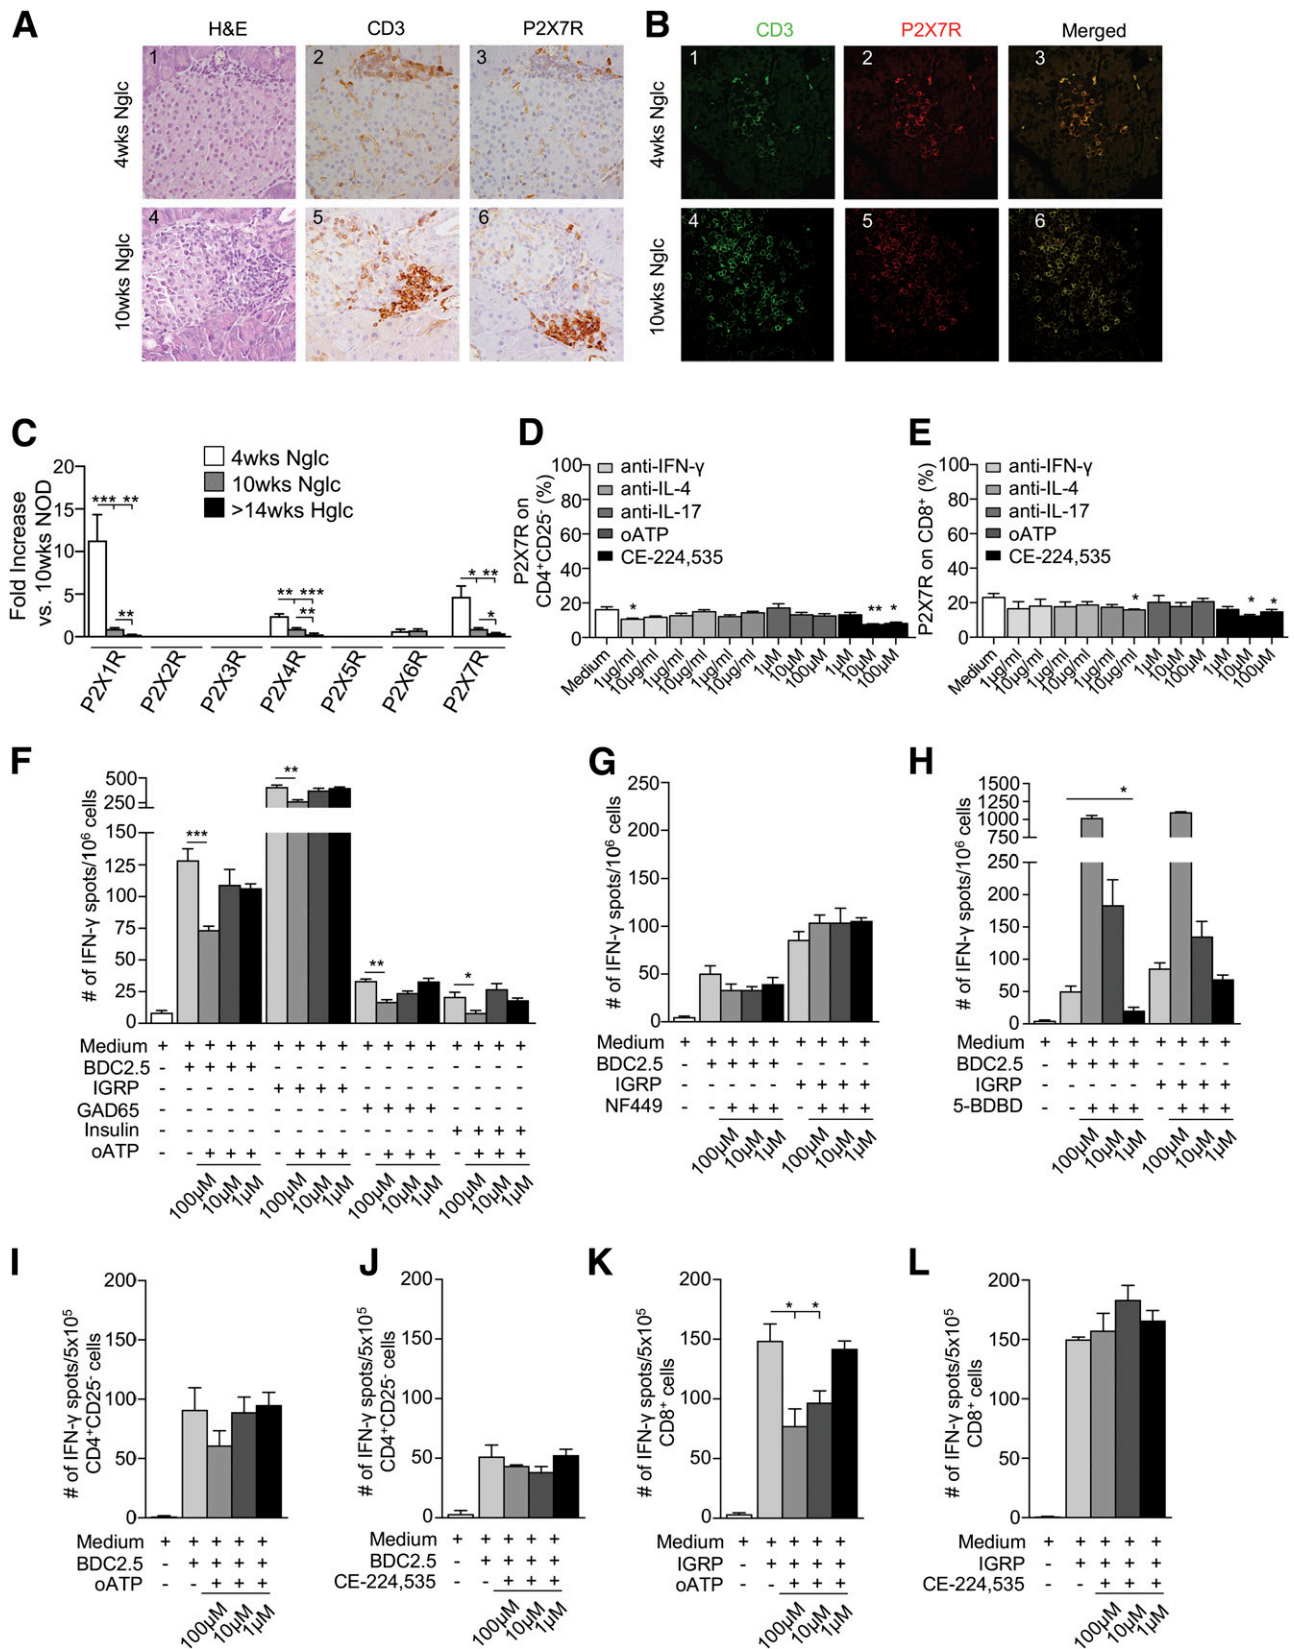 A
H&E CD3 P2X7R
4wks Nglc
1 2 3
10wks Nglc
4 5 6
B
CD3 P2X7R Merged
4wks Nglc
1 2 3
10wks Nglc
4 5 6
C
Fold Increase
vs. 10wks NOD
20
15
10
5
0
4wks Nglc
10wks Nglc
>14wks Hglc
*** **
**
** ***
**
* **
*
P2X1R P2X2R P2X3R P2X4R P2X5R P2X6R P2X7R
D
P2X7R on
CD4⁺CD25⁻ (%)
100
80
60
40
20
0
anti-IFN-γ
anti-IL-4
anti-IL-17
oATP
CE-224,535
* ** *
Medium 1µg/ml 10µg/ml 1µg/ml 10µg/ml 1µg/ml 10µg/ml 1µM 10µM 100µM 1µM 10µM 100µM
E
P2X7R on CD8⁺ (%)
100
80
60
40
20
0
anti-IFN-γ
anti-IL-4
anti-IL-17
oATP
CE-224,535
* * *
Medium 1µg/ml 10µg/ml 1µg/ml 10µg/ml 1µg/ml 10µg/ml 1µM 10µM 100µM 1µM 10µM 100µM
F
# of IFN-γ spots/10⁶ cells
500
250
150
125
100
75
50
25
0
*** ** ** *
Medium + + + + + + + + + + + + + + + + +
BDC2.5 - + + + + - - - - - - - - - - - -
IGRP - - - - - + + + + - - - - - - - -
GAD65 - - - - - - - - - + + + + - - - -
Insulin - - - - - - - - - - - - - + + + +
oATP - - + + + - + + + - + + + - + + +
100µM 10µM 1µM 100µM 10µM 1µM 100µM 10µM 1µM 100µM 10µM 1µM
G
# of IFN-γ spots/10⁶ cells
250
200
150
100
50
0
Medium + + + + + + + + +
BDC2.5 - + + + + - - - -
IGRP - - - - - + + + +
NF449 - - + + + - + + +
100µM 10µM 1µM 100µM 10µM 1µM
H
# of IFN-γ spots/10⁶ cells
1500
1250
1000
750
250
200
150
100
50
0
*
Medium + + + + + + + + +
BDC2.5 - + + + + - - - -
IGRP - - - - - + + + +
5-BDBD - - + + + - + + +
100µM 10µM 1µM 100µM 10µM 1µM
I
# of IFN-γ spots/5x10⁵
CD4⁺CD25⁻ cells
200
150
100
50
0
Medium + + + + +
BDC2.5 - + + + +
oATP - - + + +
100µM 10µM 1µM
J
# of IFN-γ spots/5x10⁵
CD4⁺CD25⁻ cells
200
150
100
50
0
Medium + + + + +
BDC2.5 - + + + +
CE-224,535 - - + + +
100µM 10µM 1µM
K
# of IFN-γ spots/5x10⁵
CD8⁺ cells
200
150
100
50
0
* *
Medium + + + + +
IGRP - + + + +
oATP - - + + +
100µM 10µM 1µM
L
# of IFN-γ spots/5x10⁵
CD8⁺ cells
200
150
100
50
0
Medium + + + + +
IGRP - + + + +
CE-224,535 - - + + +
100µM 10µM 1µM